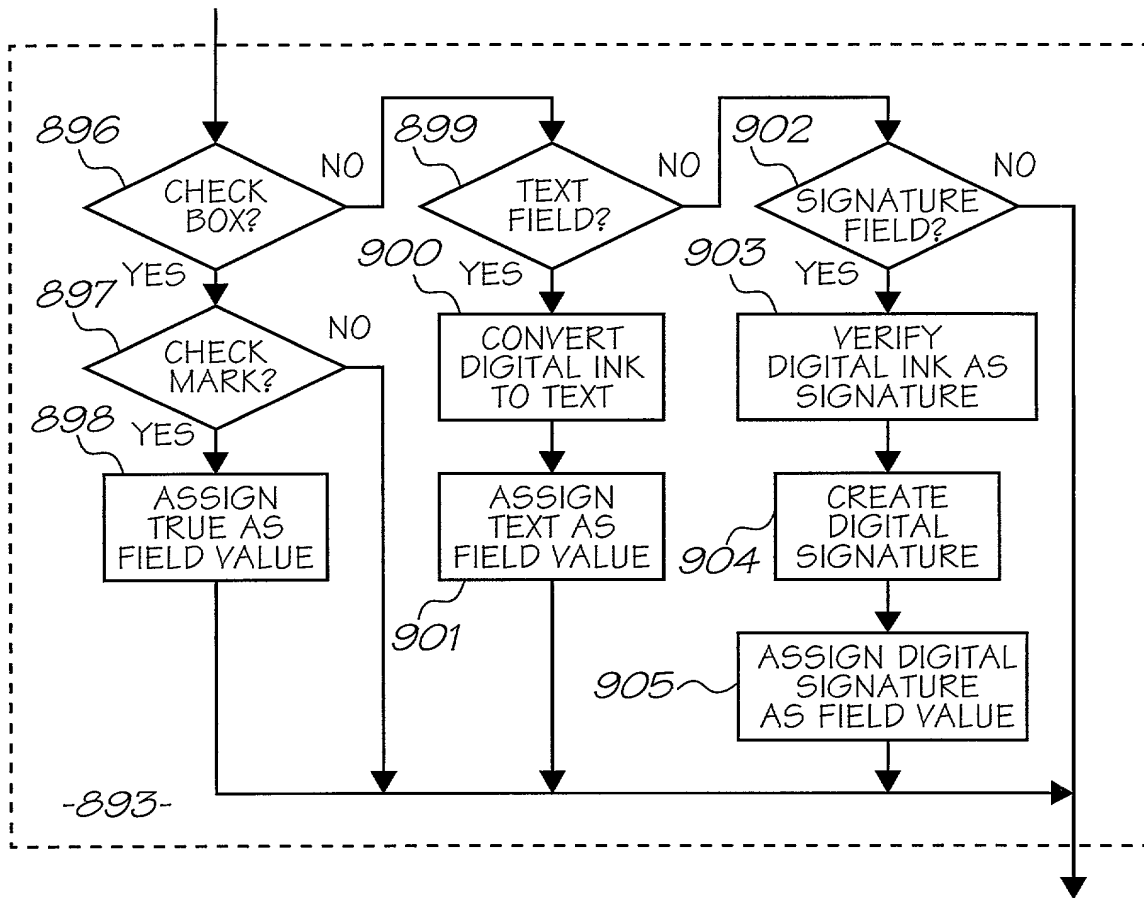 896
CHECK
BOX?
NO
YES
897
CHECK
MARK?
NO
YES
898
ASSIGN
TRUE AS
FIELD VALUE
899
TEXT
FIELD?
NO
YES
900
CONVERT
DIGITAL INK
TO TEXT
ASSIGN
TEXT AS
FIELD VALUE
901
902
SIGNATURE
FIELD?
NO
YES
903
VERIFY
DIGITAL INK AS
SIGNATURE
CREATE
DIGITAL
SIGNATURE
904
ASSIGN DIGITAL
SIGNATURE
AS FIELD VALUE
905
-893-